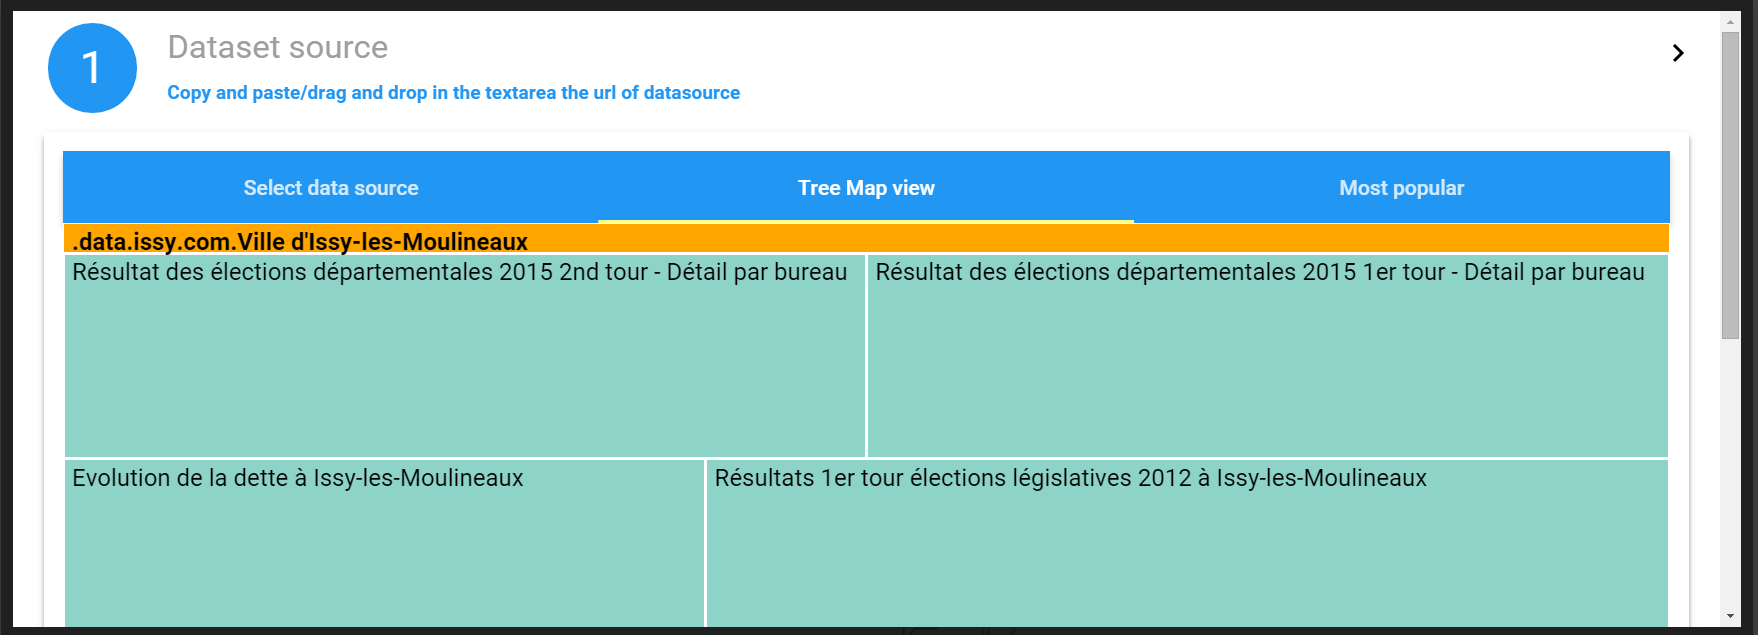 1
Dataset source
Copy and paste/drag and drop in the textarea the url of datasource
Select data source
Tree Map view
Most popular
.data.issy.com.Ville d'Issy-les-Moulineaux
Résultat des élections départementales 2015 2nd tour - Détail par bureau
Résultat des élections départementales 2015 1er tour - Détail par bureau
Evolution de la dette à Issy-les-Moulineaux
Résultats 1er tour élections législatives 2012 à Issy-les-Moulineaux